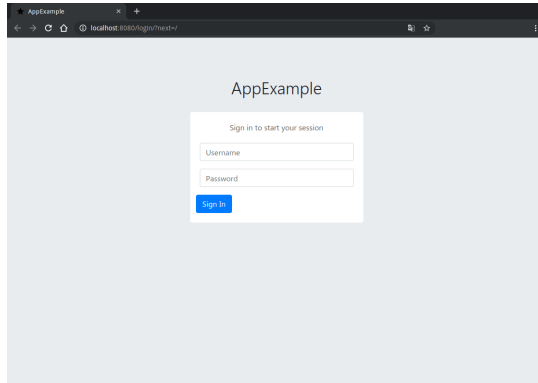 AppExample
localhost:8080/login/?next=/
AppExample
Sign in to start your session
Username
Password
Sign In